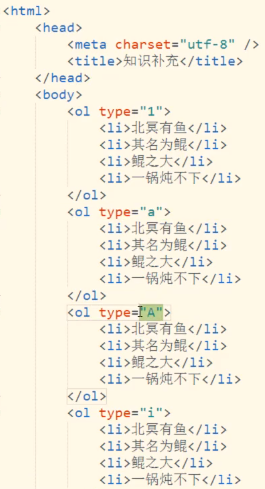 <html>
<head>
<meta charset="utf-8" />
<title>知识补充</title>
</head>
<body>
<ol type="1">
<li>北冥有鱼</li>
<li>其名为鲲</li>
<li>鲲之大</li>
<li>一锅炖不下</li>
</ol>
<ol type="a">
<li>北冥有鱼</li>
<li>其名为鲲</li>
<li>鲲之大</li>
<li>一锅炖不下</li>
</ol>
<ol type="A">
<li>北冥有鱼</li>
<li>其名为鲲</li>
<li>鲲之大</li>
<li>一锅炖不下</li>
</ol>
<ol type="i">
<li>北冥有鱼</li>
<li>其名为鲲</li>
<li>鲲之大</li>
<li>一锅炖不下</li>